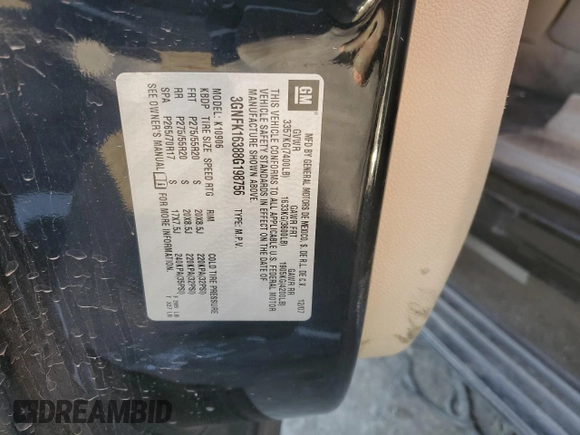 GM
MFD BY GENERAL MOTORS DE MEXICO, S. DE R.L. DE C.V.
12/07
GVWR GAWR FRT GAWR RR
3357KG(7400LB) 1633KG(3600LB) 1905KG(4200LB)
THIS VEHICLE CONFORMS TO ALL APPLICABLE U.S. FEDERAL MOTOR
VEHICLE SAFETY STANDARDS IN EFFECT ON THE DATE OF
MANUFACTURE SHOWN ABOVE.
3GNFK16388G198756 TYPE: M.P.V.
MODEL: K10906
KBDP TIRE SIZE SPEED RTG RIM COLD TIRE PRESSURE
FRT P275/55R20 S 20X8.5J 220KPA(32PSI)
RR P275/55R20 S 20X8.5J 220KPA(32PSI)
SPA P265/70R17 S 17X7.5J 240KPA(35PSI)
SEE OWNER'S MANUAL FOR MORE INFORMATION
DREAMBID